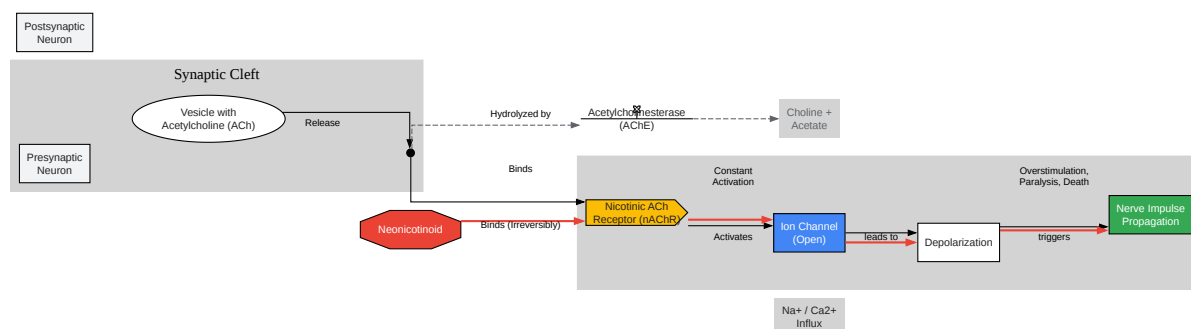 Postsynaptic
Neuron
Synaptic Cleft
Vesicle with
Acetylcholine (ACh)
Release
Presynaptic
Neuron
Hydrolyzed by
Acetylcholinesterase
(AChE)
Choline +
Acetate
Binds
Constant
Activation
Overstimulation,
Paralysis, Death
Neonicotinoid
Binds (Irreversibly)
Nicotinic ACh
Receptor (nAChR)
Activates
Ion Channel
(Open)
leads to
Depolarization
triggers
Nerve Impulse
Propagation
Na+ / Ca2+
Influx